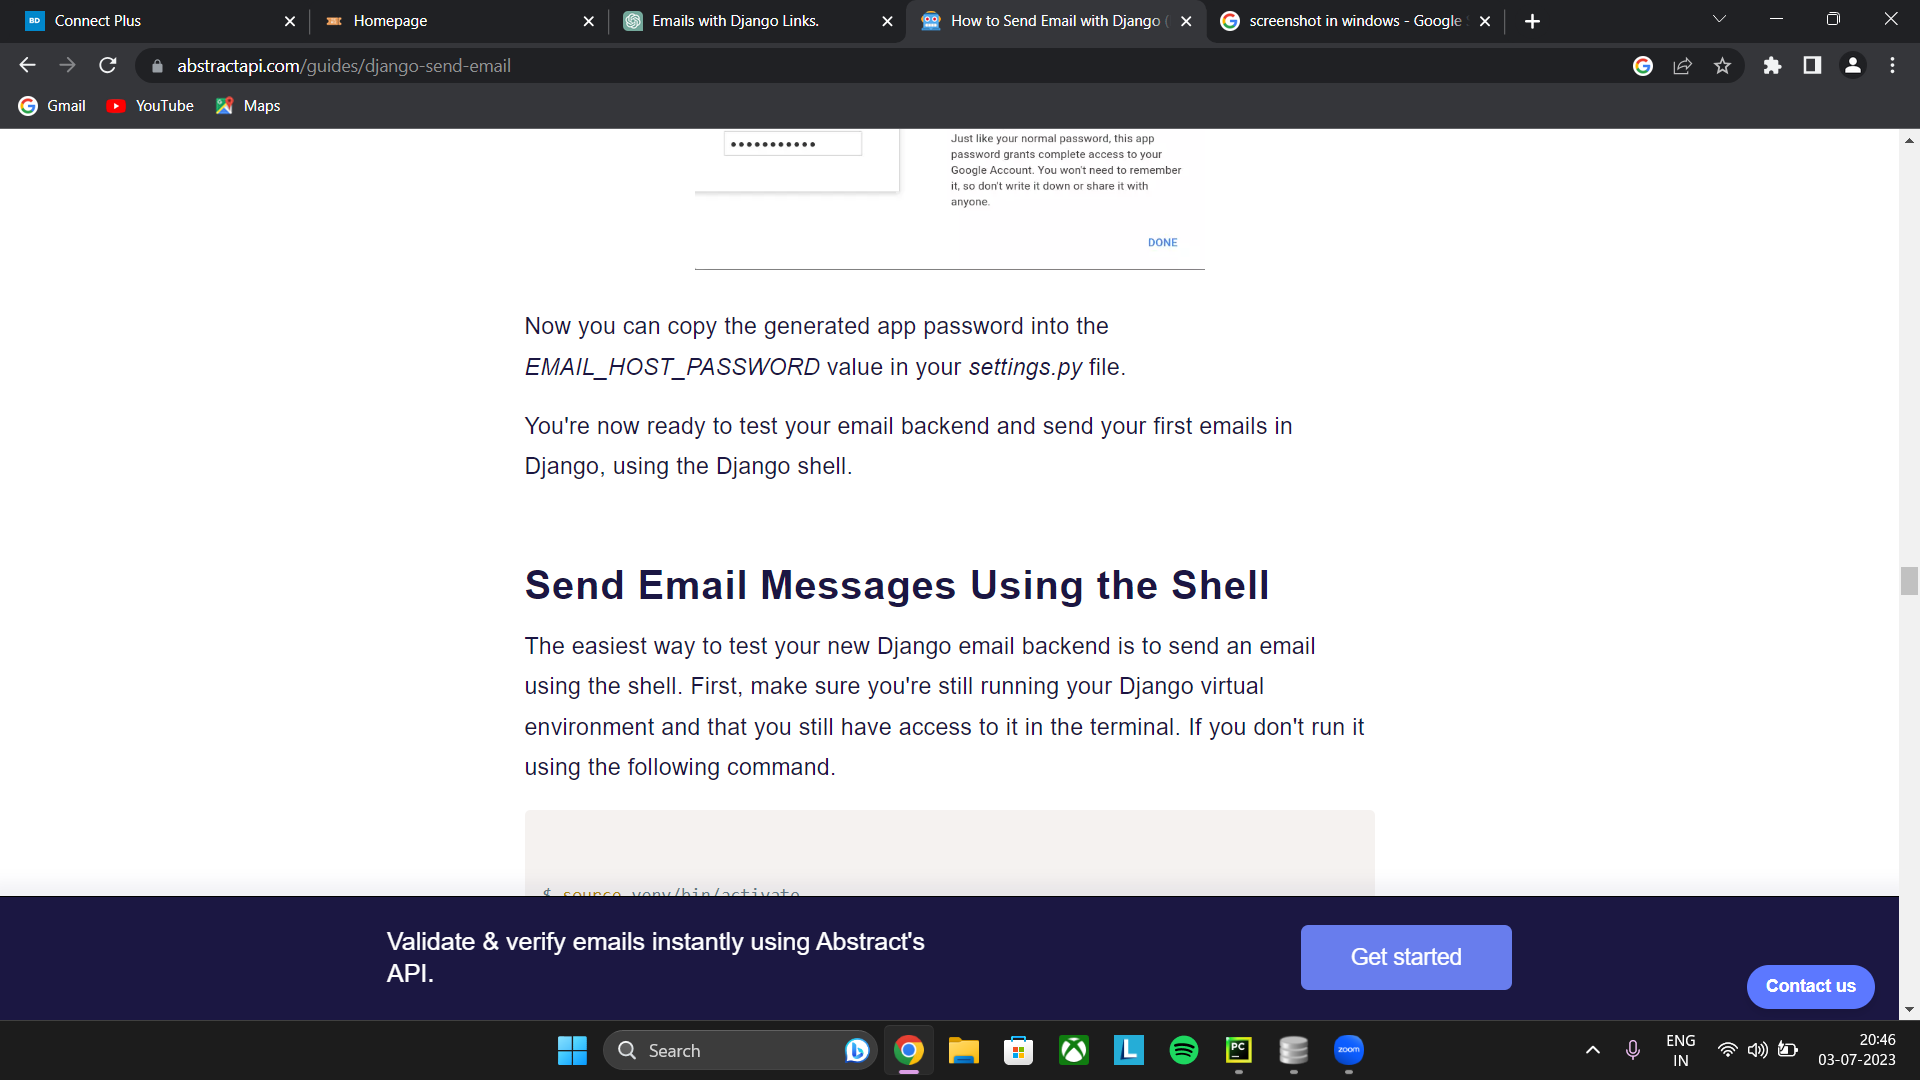 BD Connect Plus
Homepage
Emails with Django Links.
How to Send Email with Django (
screenshot in windows - Google
abstractapi.com/guides/django-send-email
Gmail
YouTube
Maps
Just like your normal password, this app
password grants complete access to your
Google Account. You won't need to remember
it, so don't write it down or share it with
anyone.
DONE
Now you can copy the generated app password into the
EMAIL_HOST_PASSWORD value in your settings.py file.
You're now ready to test your email backend and send your first emails in
Django, using the Django shell.
Send Email Messages Using the Shell
The easiest way to test your new Django email backend is to send an email
using the shell. First, make sure you're still running your Django virtual
environment and that you still have access to it in the terminal. If you don't run it
using the following command.
$ source venv/bin/activate
Validate & verify emails instantly using Abstract's
API.
Get started
Contact us
Search
L
PC
zoom
ENG
IN
20:46
03-07-2023